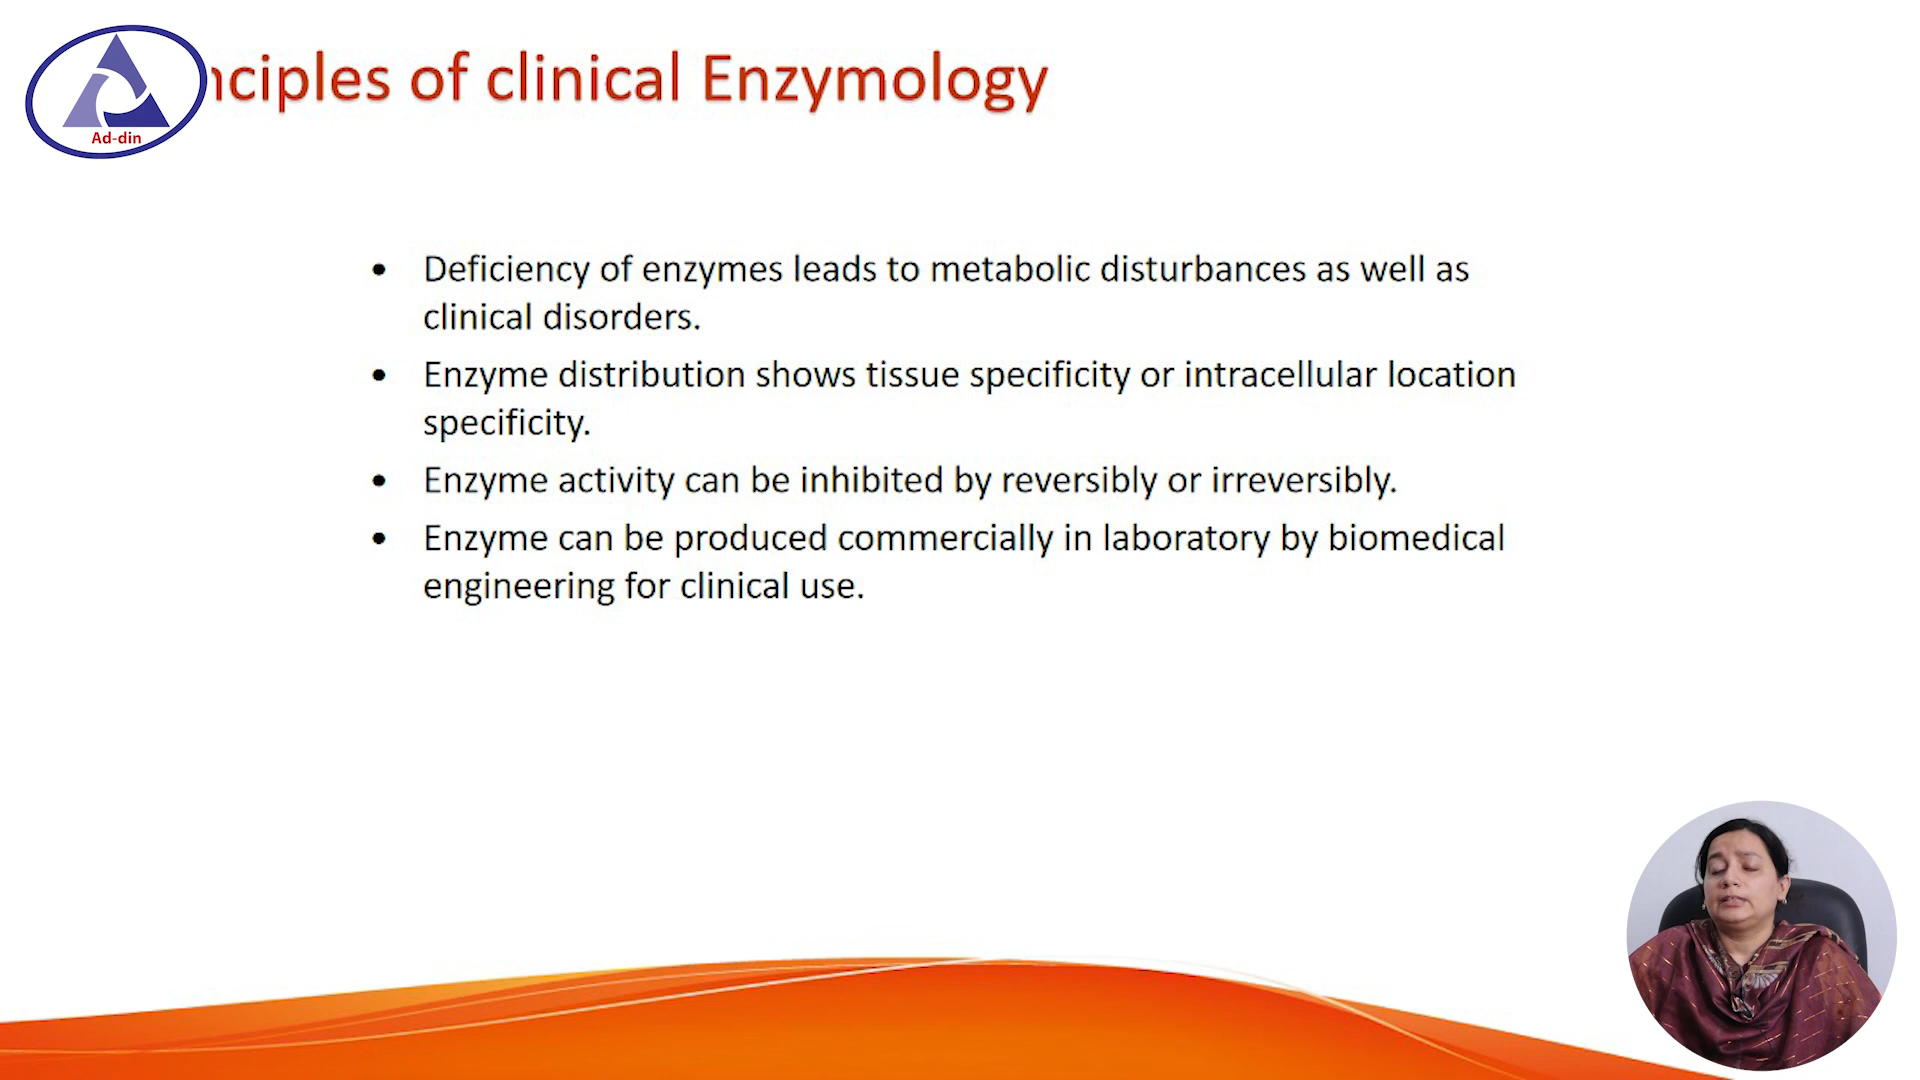 nciples of clinical Enzymology
Ad-din
• Deficiency of enzymes leads to metabolic disturbances as well as
clinical disorders.
• Enzyme distribution shows tissue specificity or intracellular location
specificity.
• Enzyme activity can be inhibited by reversibly or irreversibly.
• Enzyme can be produced commercially in laboratory by biomedical
engineering for clinical use.